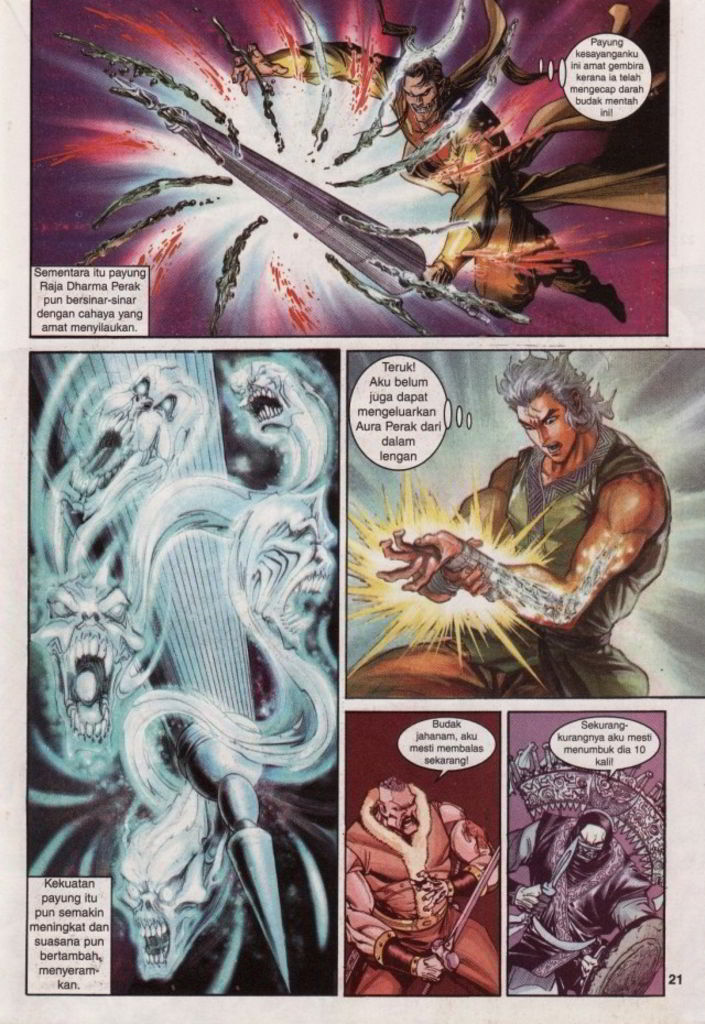 Payung
kesayanganku
ini amat gembira
kerana ia telah
mengecap darah
budak mentah
ini!
Sementara itu payung
Raja Dharma Perak
pun bersinar-sinar
dengan cahaya yang
amat menyilaukan.
Teruk!
Aku belum
juga dapat
mengeluarkan
Aura Perak dari
dalam
lengan
Kekuatan
payung itu
pun semakin
meningkat dan
suasana pun
bertambah
menyeram-
kan.
Budak
jahanam, aku
mesti membalas
sekarang!
Sekurang-
kurangnya aku mesti
menumbuk dia 10
kali!
21